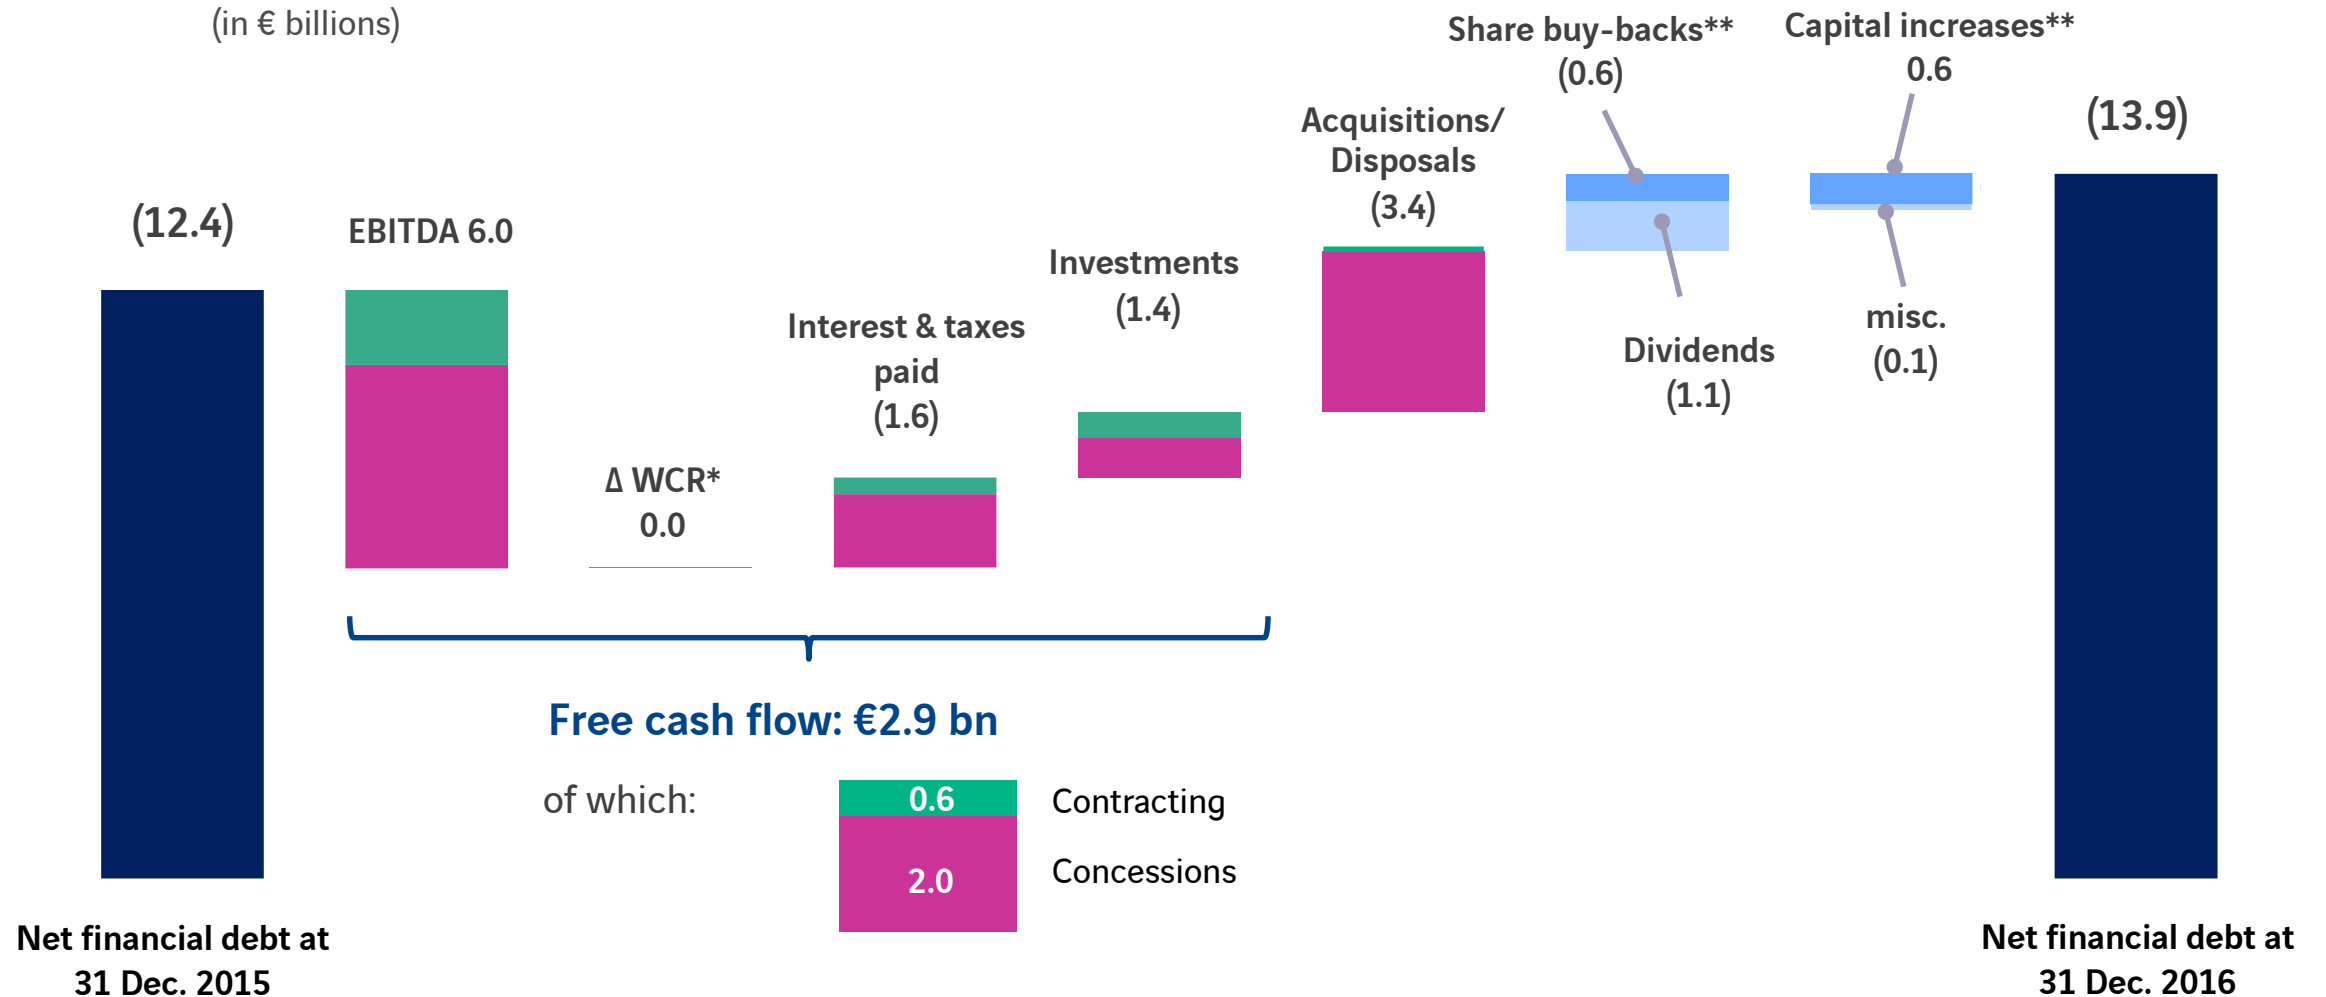 (in € billions)
Share buy-backs**
(0.6)
Capital increases**
0.6
(13.9)
Acquisitions/
Disposals
(3.4)
(12.4)
EBITDA 6.0
Investments
(1.4)
Interest & taxes
paid
(1.6)
Δ WCR*
0.0
Dividends
(1.1)
misc.
(0.1)
Free cash flow: €2.9 bn
of which:
0.6
Contracting
2.0
Concessions
Net financial debt at
31 Dec. 2015
Net financial debt at
31 Dec. 2016